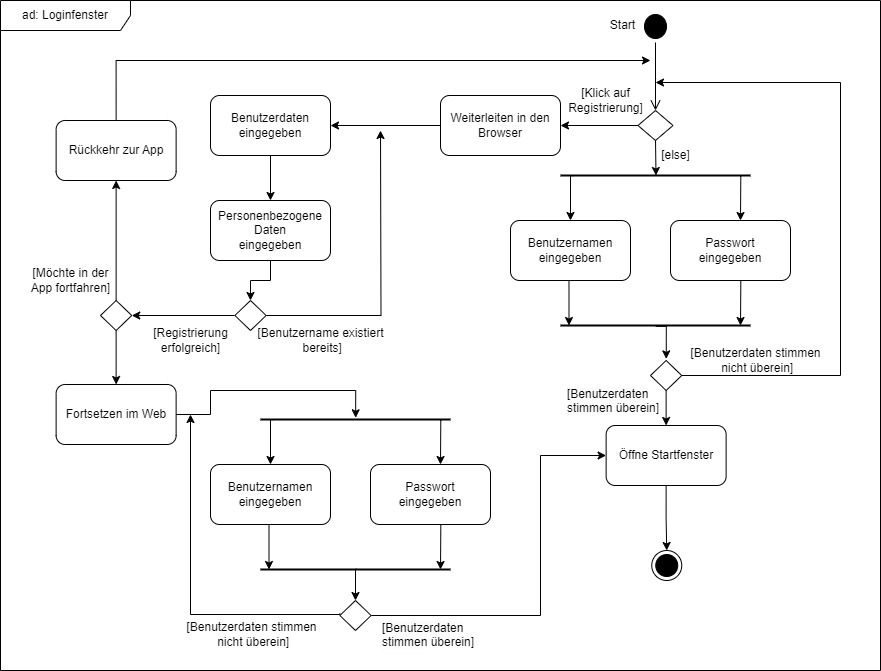 ad: Loginfenster
Start
[Klick auf
Registrierung]
Benutzerdaten
eingegeben
Weiterleiten in den
Browser
Rückkehr zur App
[else]
Personenbezogene
Daten
eingegeben
Benutzernamen
eingegeben
Passwort
eingegeben
[Möchte in der
App fortfahren]
[Registrierung
erfolgreich]
[Benutzername existiert
bereits]
[Benutzerdaten stimmen
nicht überein]
[Benutzerdaten
stimmen überein]
Fortsetzen im Web
Öffne Startfenster
Benutzernamen
eingegeben
Passwort
eingegeben
[Benutzerdaten stimmen
nicht überein]
[Benutzerdaten
stimmen überein]